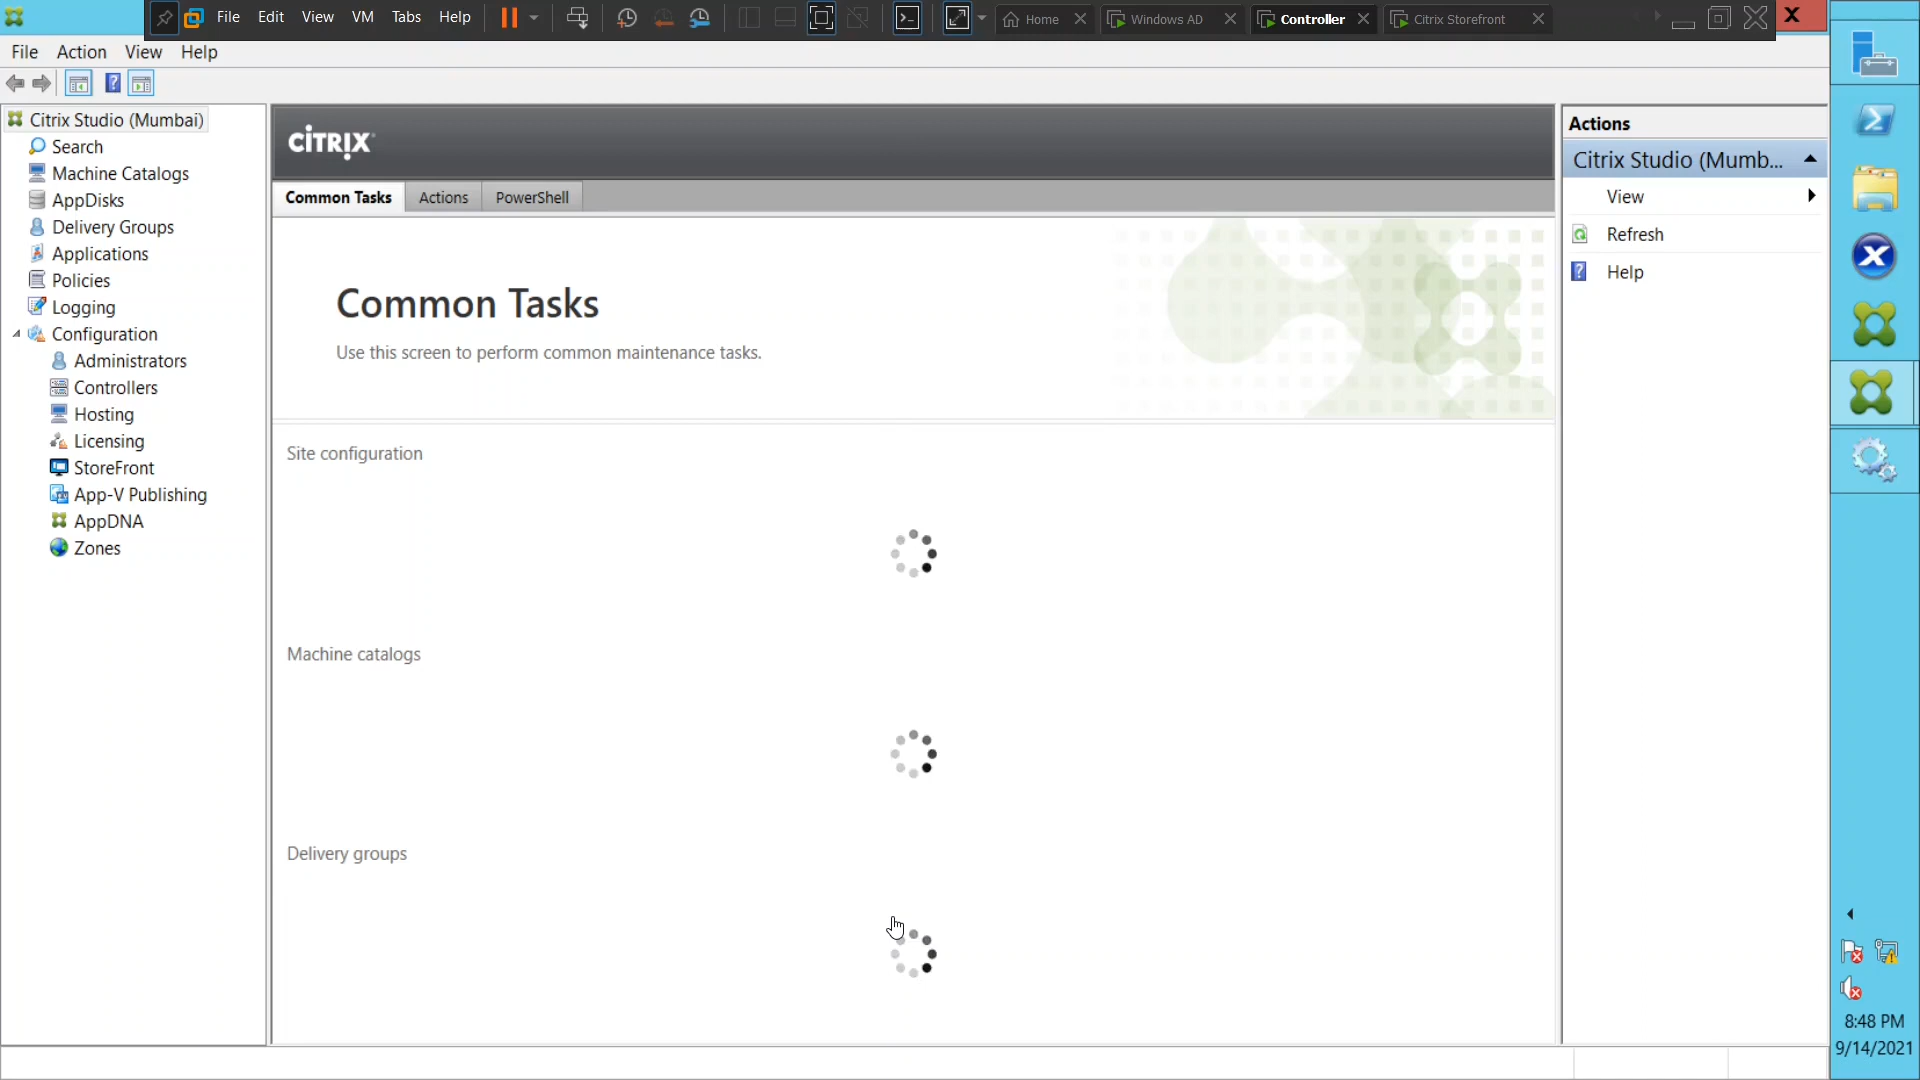 File Edit View VM Tabs Help Home Windows AD Controller Citrix Storefront X
File Action View Help
Citrix Studio (Mumbai)
Search
Machine Catalogs
AppDisks
Delivery Groups
Applications
Policies
Logging
Configuration
Administrators
Controllers
Hosting
Licensing
StoreFront
App-V Publishing
AppDNA
Zones
CITRIX
Common Tasks Actions PowerShell
Common Tasks
Use this screen to perform common maintenance tasks.
Site configuration
Machine catalogs
Delivery groups
Actions
Citrix Studio (Mumb...
View
Refresh
Help
8:48 PM
9/14/2021